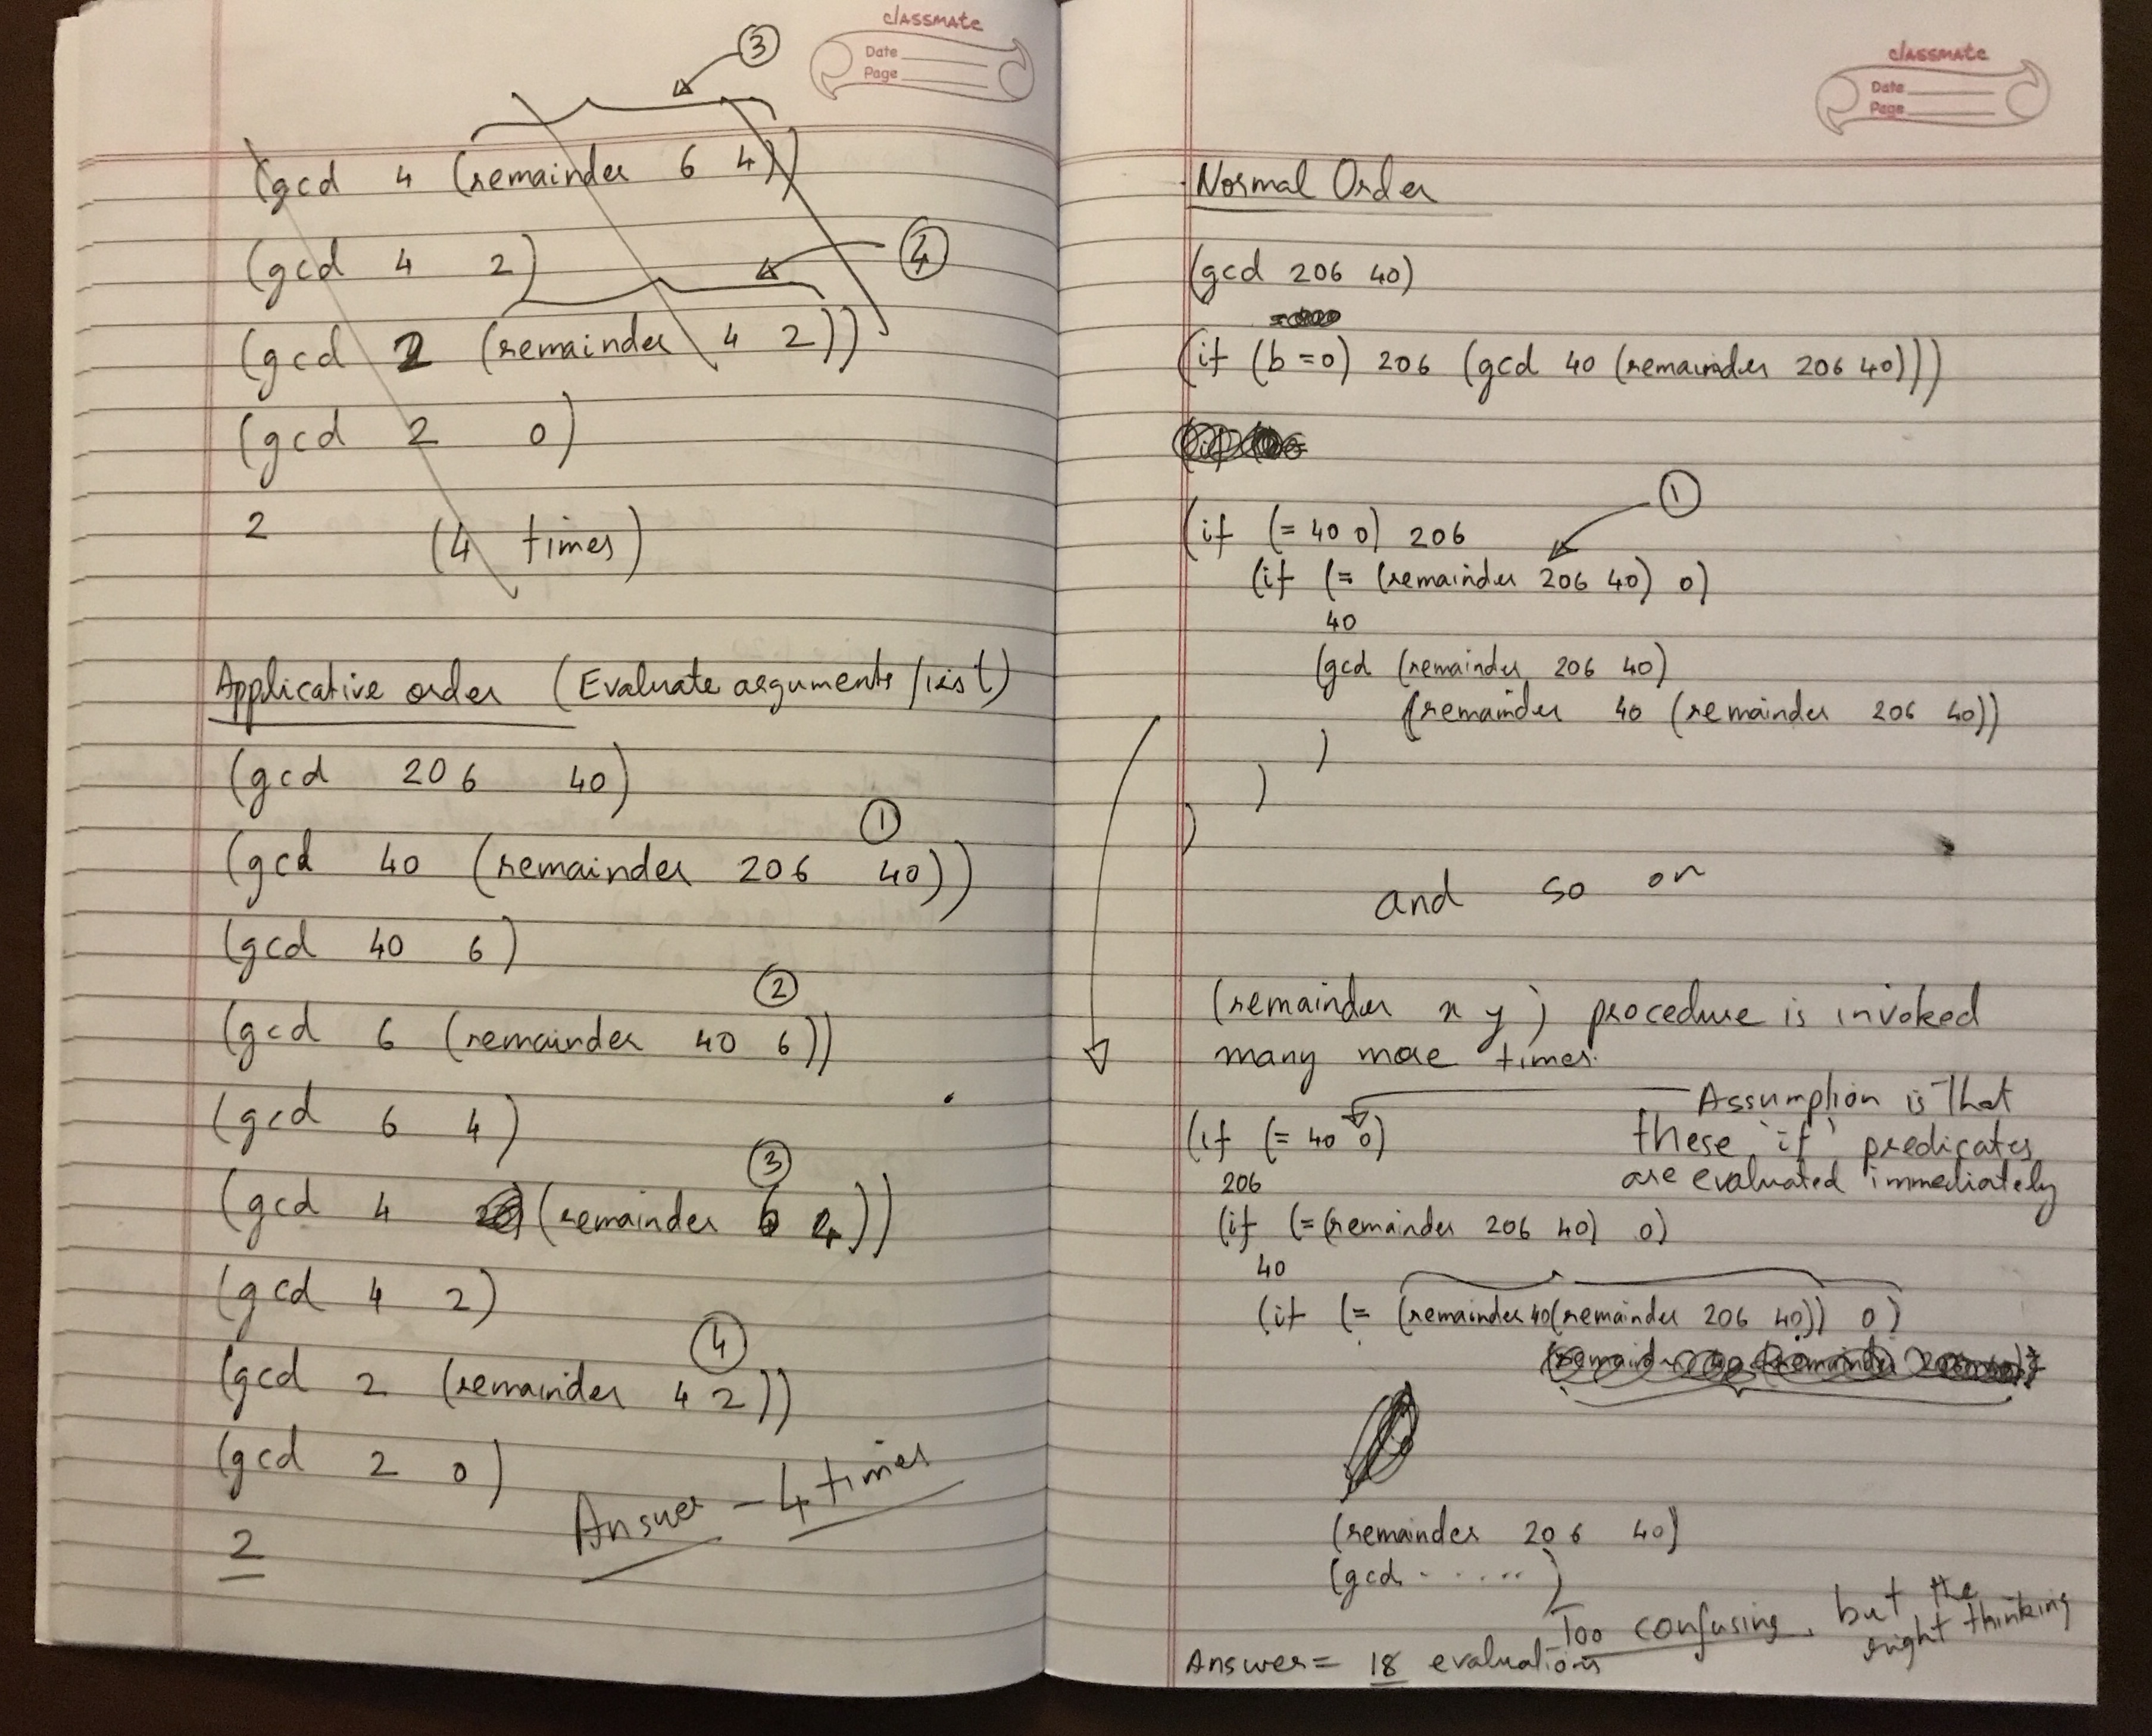 classmate
Date
Page
③
(gcd 4 (remainder 6 4))
(gcd 4 2)
④
(gcd 2 (remainder 4 2))
(gcd 2 0)
2 (4 times)
Applicative order (Evaluate arguments first)
(gcd 206 40)
①
(gcd 40 (remainder 206 40))
(gcd 40 6)
②
(gcd 6 (remainder 40 6))
(gcd 6 4)
③
(gcd 4 (remainder 6 4))
(gcd 4 2)
④
(gcd 2 (remainder 4 2))
(gcd 2 0)
Answer - 4 times
2
classmate
Date
Page
Normal Order
(gcd 206 40)
(if (b = 0) 206 (gcd 40 (remainder 206 40)))
①
(if (= 40 0) 206
(if (= (remainder 206 40) 0)
40
(gcd (remainder 206 40)
(remainder 40 (remainder 206 40))
)
)
)
and so on
(remainder x y) procedure is invoked
many more times.
Assumption is that
these 'if' predicates
are evaluated immediately
(if (= 40 0)
206
(if (= (remainder 206 40) 0)
40
(if (= (remainder 40 (remainder 206 40)) 0)
(remainder 206 40)
(gcd ......)
Too confusing, but the
right thinking
Answer = 18 evaluations